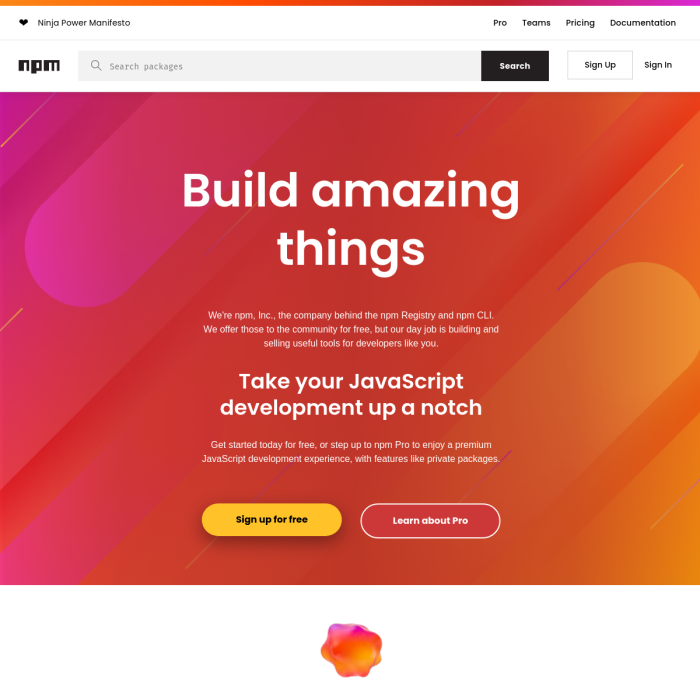 ❤ Ninja Power Manifesto
Pro Teams Pricing Documentation
npm
Search packages
Search
Sign Up
Sign In
Build amazing
things
We're npm, Inc., the company behind the npm Registry and npm CLI.
We offer those to the community for free, but our day job is building and
selling useful tools for developers like you.
Take your JavaScript
development up a notch
Get started today for free, or step up to npm Pro to enjoy a premium
JavaScript development experience, with features like private packages.
Sign up for free
Learn about Pro